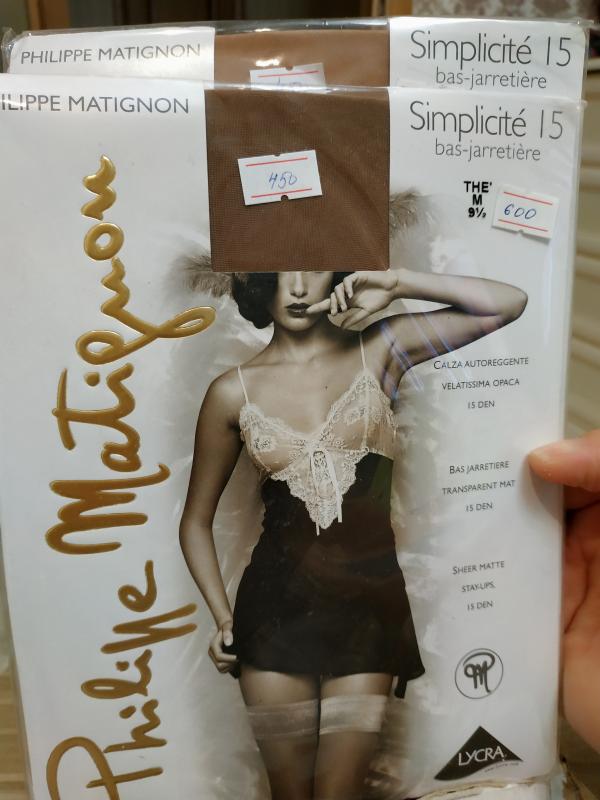 PHILIPPE MATIGNON
Simplicité 15
bas-jarretière
ILIPPE MATIGNON
Simplicité 15
bas-jarretière
450
THE'
M
9½
600
Philippe Matignon
CALZA AUTOREGGENTE
VELATISSIMA OPACA
15 DEN
BAS JARRETIERE
TRANSPARENT MAT
15 DEN
SHEER MATTE
STAY-UPS,
15 DEN
LYCRA